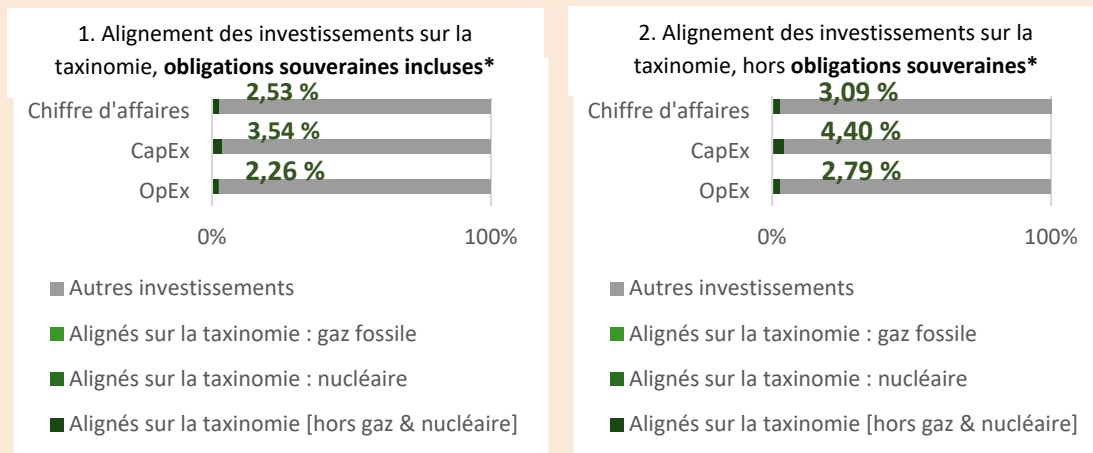 1. Alignement des investissements sur la
taxinomie, obligations souveraines incluses*
2,53 %
Chiffre d'affaires
3,54 %
CapEx
2,26 %
OpEx
0%
100%
Autres investissements
Alignés sur la taxinomie : gaz fossile
Alignés sur la taxinomie : nucléaire
Alignés sur la taxinomie [hors gaz & nucléaire]
2. Alignement des investissements sur la
taxinomie, hors obligations souveraines*
3,09 %
Chiffre d'affaires
4,40 %
CapEx
2,79 %
OpEx
0%
100%
Autres investissements
Alignés sur la taxinomie : gaz fossile
Alignés sur la taxinomie : nucléaire
Alignés sur la taxinomie [hors gaz & nucléaire]